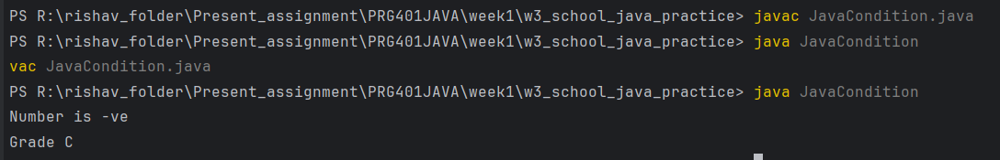 PS R:\rishav_folder\Present_assignment\PRG401JAVA\week1\w3_school_java_practice> javac JavaCondition.java
PS R:\rishav_folder\Present_assignment\PRG401JAVA\week1\w3_school_java_practice> java JavaCondition
vac JavaCondition.java
PS R:\rishav_folder\Present_assignment\PRG401JAVA\week1\w3_school_java_practice> java JavaCondition
Number is -ve
Grade C